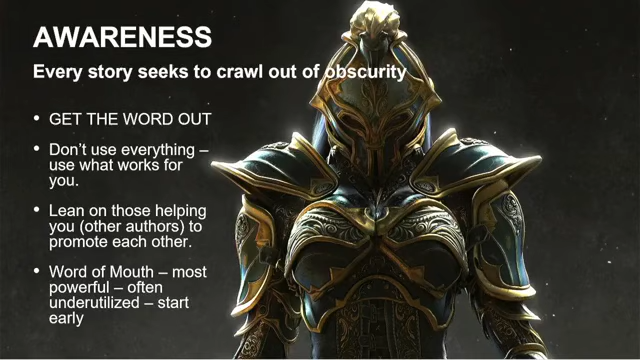 AWARENESS
Every story seeks to crawl out of obscurity
• GET THE WORD OUT
• Don't use everything –
use what works for
you.
• Lean on those helping
you (other authors) to
promote each other.
• Word of Mouth – most
powerful – often
underutilized – start
early